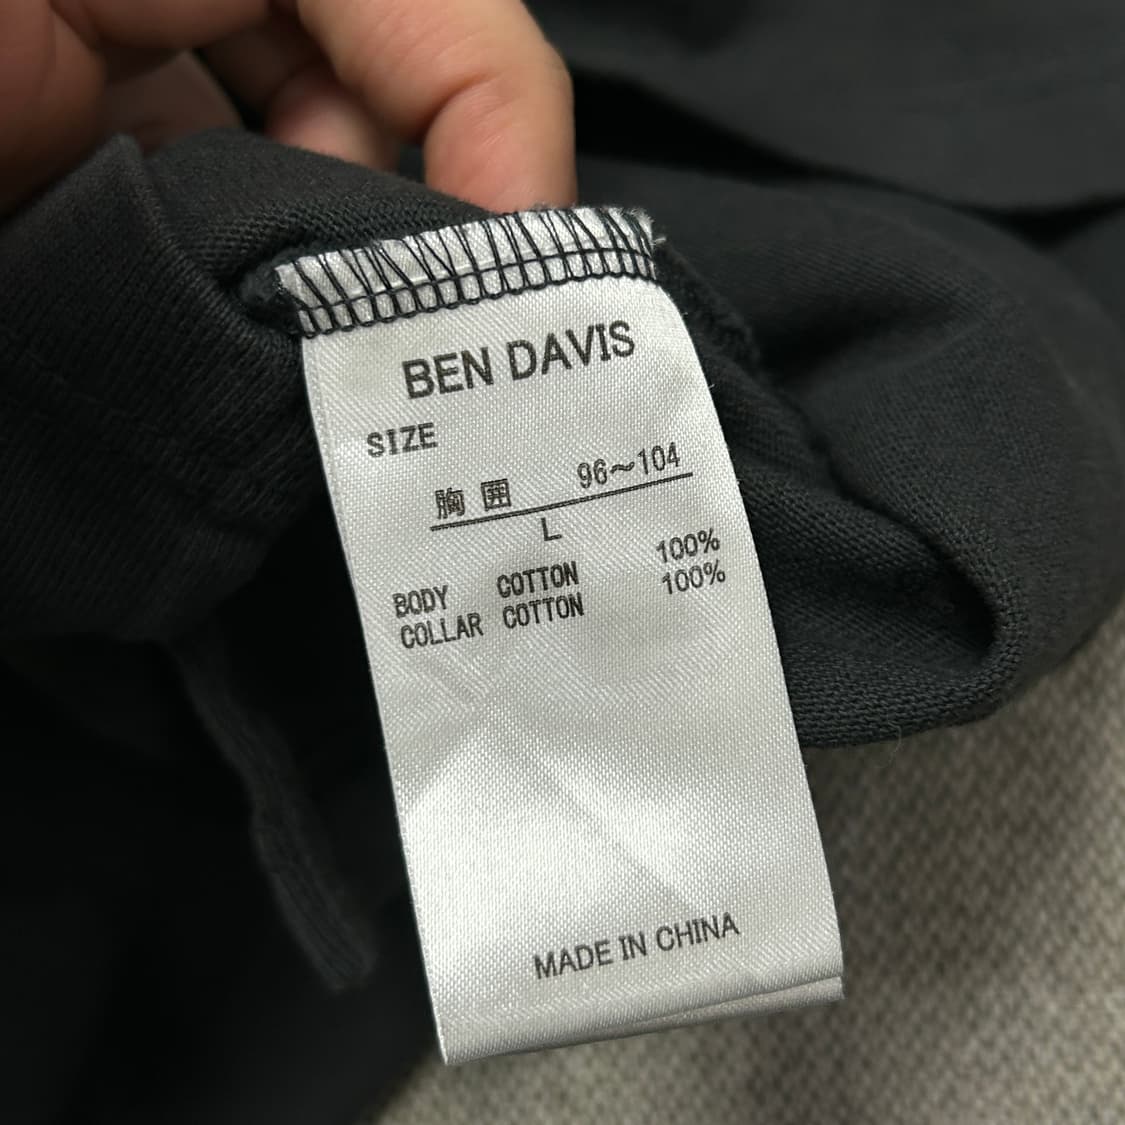 BEN DAVIS
SIZE
胸囲 96～104
L
BODY COTTON 100%
COLLAR COTTON 100%
MADE IN CHINA